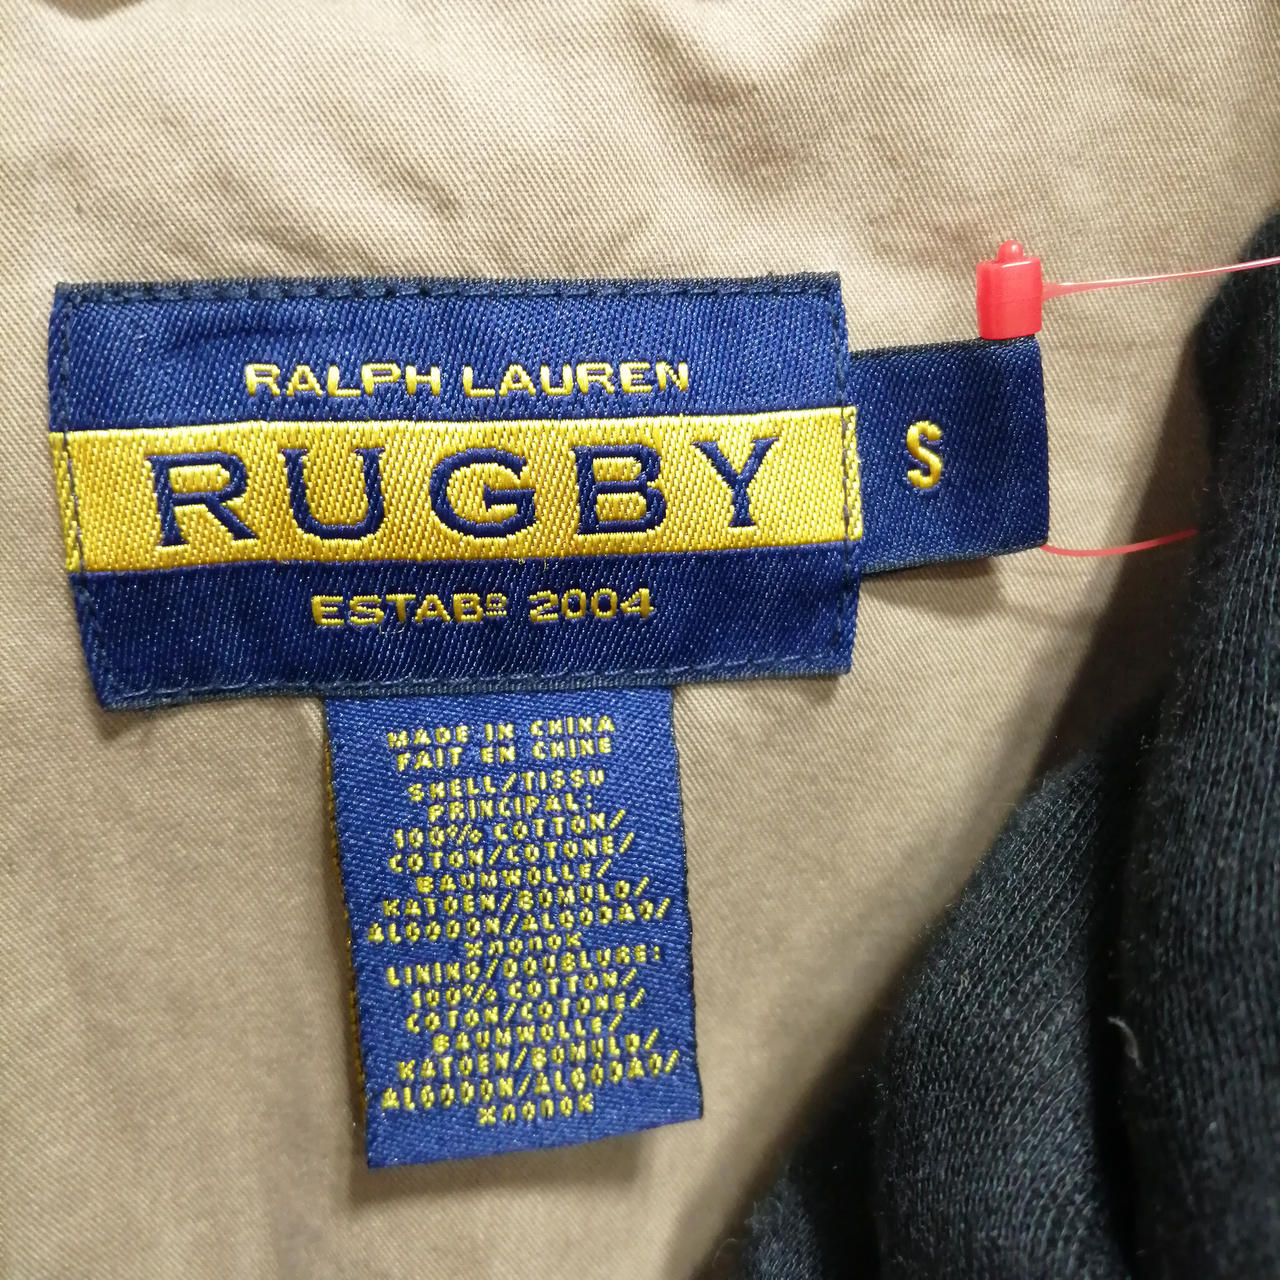 RALPH LAUREN
RUGBY
ESTABº 2004
S
MADE IN CHINA
FAIT EN CHINE
SHELL/TISSU
PRINCIPAL:
100% COTTON/
COTON/COTONE/
BAUMWOLLE/
KATOEN/BOMULD/
ALGODON/ALGODAO/
хлопок
LINING/DOUBLURE:
100% COTTON/
COTON/COTONE/
BAUMWOLLE/
KATOEN/BOMULD/
ALGODON/ALGODAO/
хлопок